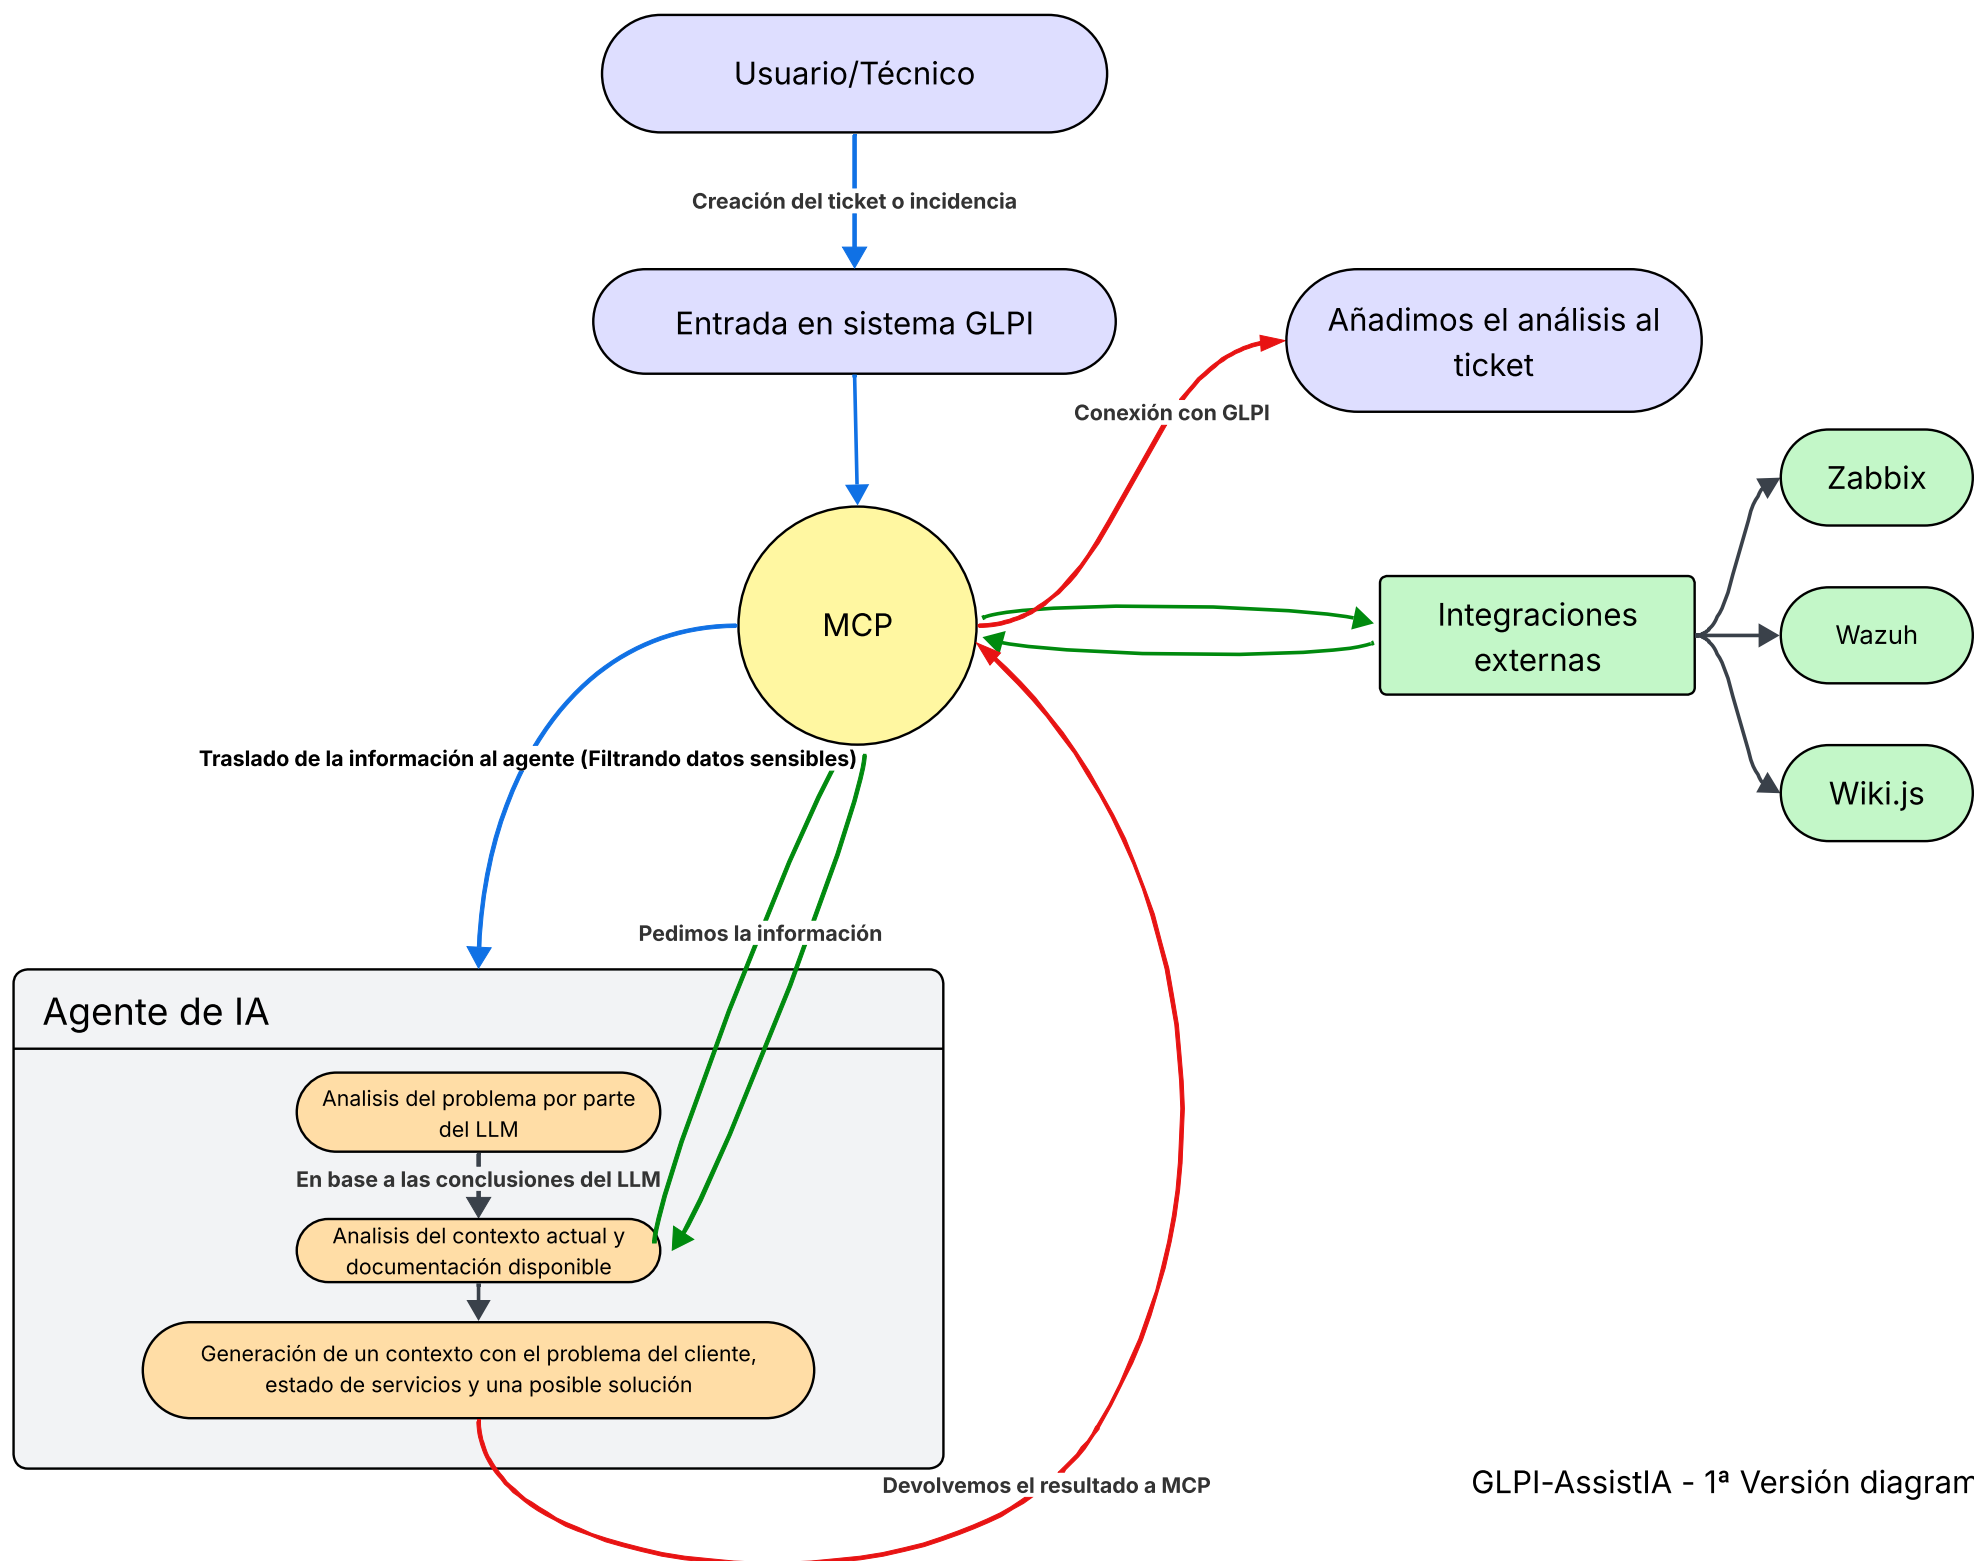 Usuario/Técnico
Creación del ticket o incidencia
Entrada en sistema GLPI
Añadimos el análisis al
ticket
Conexión con GLPI
Zabbix
MCP
Integraciones
externas
Wazuh
Wiki.js
Traslado de la información al agente (Filtrando datos sensibles)
Pedimos la información
Agente de IA
Analisis del problema por parte
del LLM
En base a las conclusiones del LLM
Analisis del contexto actual y
documentación disponible
Generación de un contexto con el problema del cliente,
estado de servicios y una posible solución
Devolvemos el resultado a MCP
GLPI-AssistIA - 1ª Versión diagram